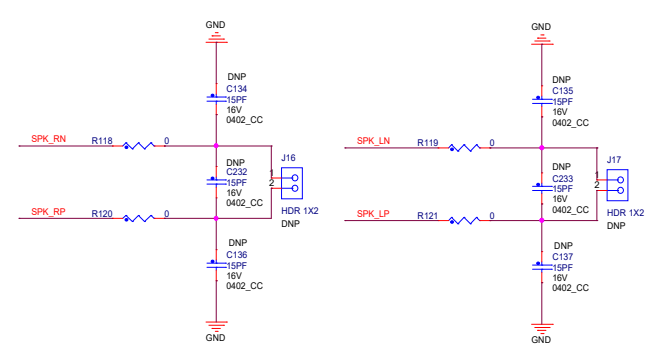 GND
DNP
C134
15PF
16V
0402_CC
SPK_RN
R118
0
DNP
C232
15PF
16V
0402_CC
1
2
J16
HDR 1X2
DNP
SPK_RP
R120
0
DNP
C136
15PF
16V
0402_CC
GND
GND
DNP
C135
15PF
16V
0402_CC
SPK_LN
R119
0
DNP
C233
15PF
16V
0402_CC
1
2
J17
HDR 1X2
DNP
SPK_LP
R121
0
DNP
C137
15PF
16V
0402_CC
GND